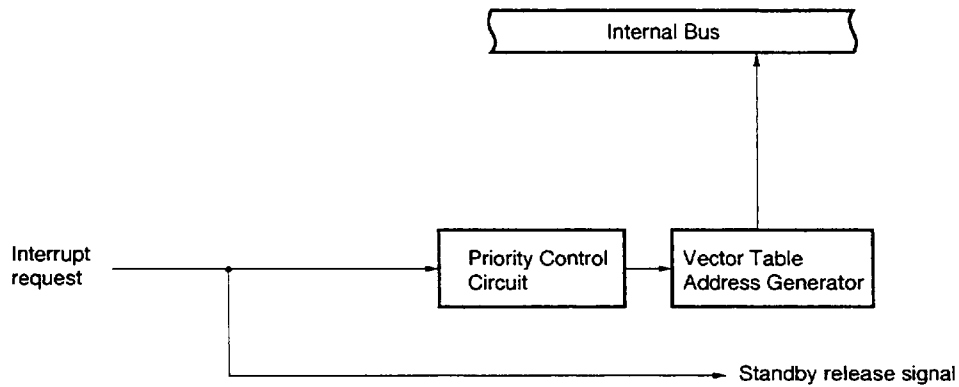 Internal Bus
Interrupt
request
Priority Control
Circuit
Vector Table
Address Generator
Standby release signal